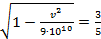 √(1 − v²/(9·10¹⁰)) = 3/5